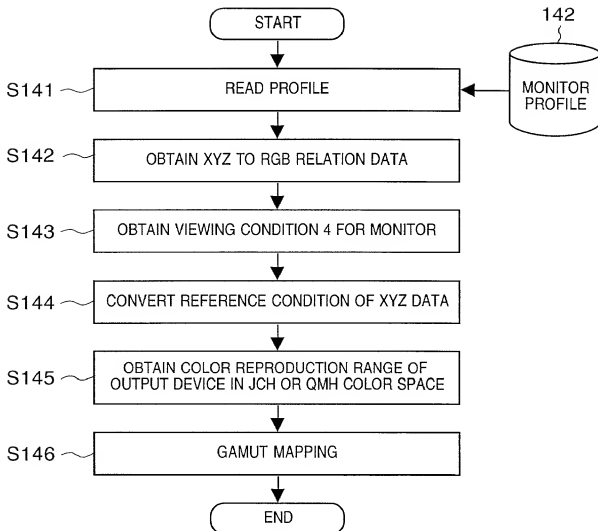 START
142
S141
READ PROFILE
MONITOR
PROFILE
S142
OBTAIN XYZ TO RGB RELATION DATA
S143
OBTAIN VIEWING CONDITION 4 FOR MONITOR
S144
CONVERT REFERENCE CONDITION OF XYZ DATA
S145
OBTAIN COLOR REPRODUCTION RANGE OF
OUTPUT DEVICE IN JCH OR QMH COLOR SPACE
S146
GAMUT MAPPING
END